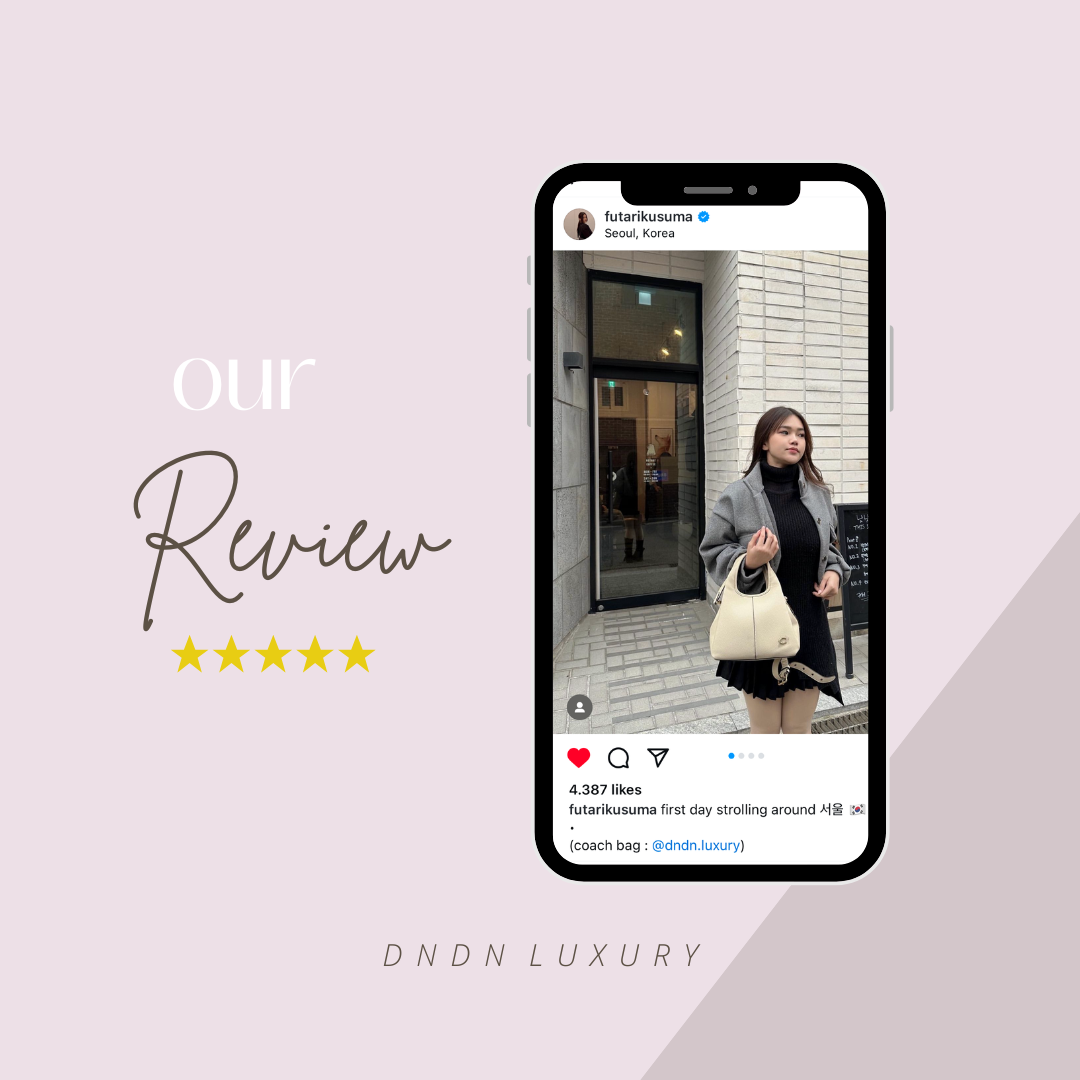 our
Review
futarikusuma
Seoul, Korea
4.387 likes
futarikusuma first day strolling around 서울 🇰🇷
.
(coach bag : @dndn.luxury)
DNDN LUXURY